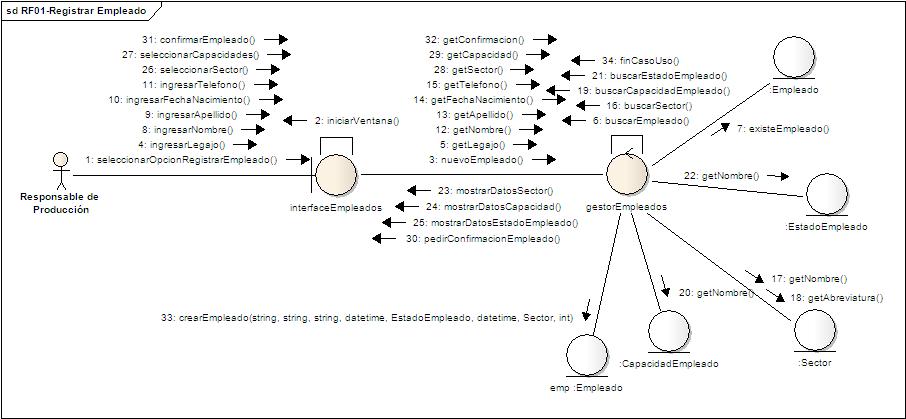 sd RF01-Registrar Empleado
31: confirmarEmpleado()
27: seleccionarCapacidades()
26: seleccionarSector()
11: ingresarTelefono()
10: ingresarFechaNacimiento()
9: ingresarApellido()
8: ingresarNombre()
4: ingresarLegajo()
1: seleccionarOpcionRegistrarEmpleado()
2: iniciarVentana()
32: getConfirmacion()
29: getCapacidad()
28: getSector()
15: getTelefono()
14: getFechaNacimiento()
13: getApellido()
12: getNombre()
5: getLegajo()
3: nuevoEmpleado()
34: finCasoUso()
21: buscarEstadoEmpleado()
19: buscarCapacidadEmpleado()
16: buscarSector()
6: buscarEmpleado()
:Empleado
7: existeEmpleado()
22: getNombre()
:EstadoEmpleado
Responsable de
Producción
interfaceEmpleados
gestorEmpleados
23: mostrarDatosSector()
24: mostrarDatosCapacidad()
25: mostrarDatosEstadoEmpleado()
30: pedirConfirmacionEmpleado()
17: getNombre()
18: getAbreviatura()
20: getNombre()
33: crearEmpleado(string, string, string, datetime, EstadoEmpleado, datetime, Sector, int)
:Sector
:CapacidadEmpleado
emp :Empleado